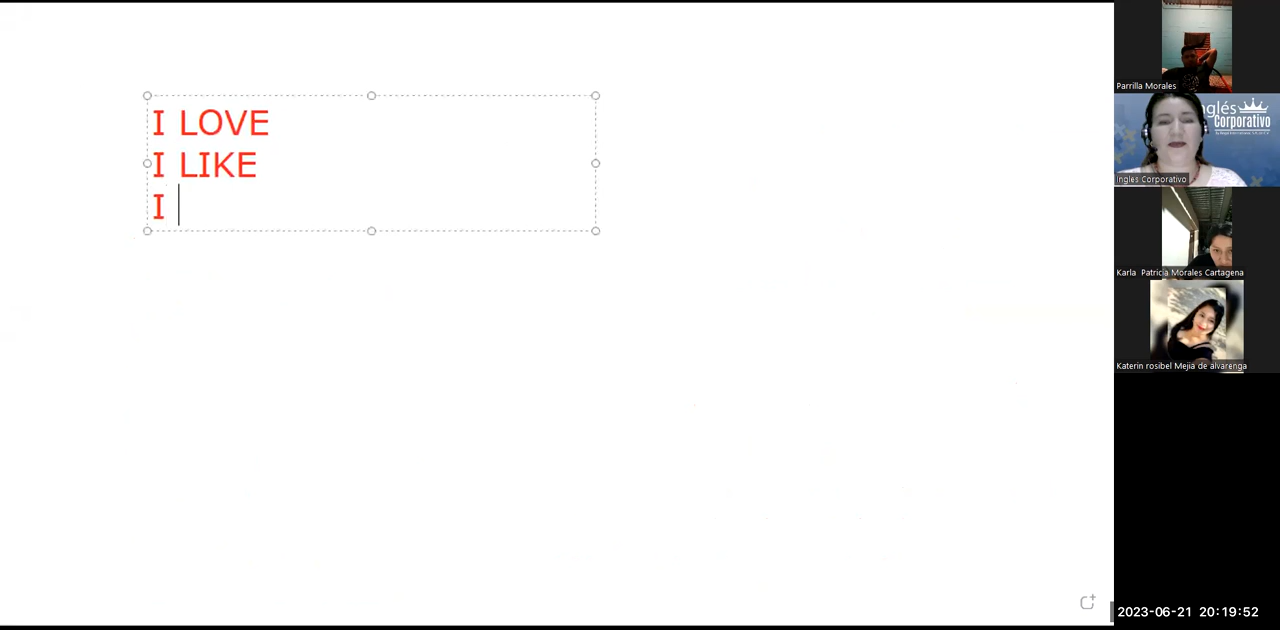 I LOVE
I LIKE
I
Parrilla Morales
Inglés
Corporativo
Ingles Corporativo
Karla Patricia Morales Cartagena
Katerin rosibel Mejia de alvarenga
2023-06-21 20:19:52